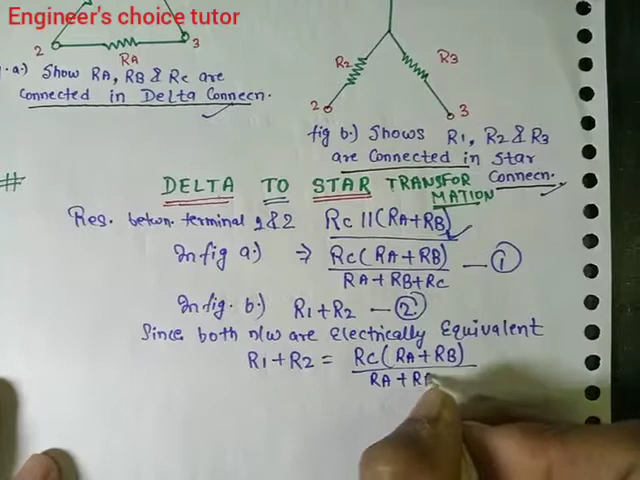 Engineer's choice tutor
2 RA 3
R2 R3
2 3
.a) Show RA, RB & Rc are
connected in Delta Connecn.
fig b.) Shows R1, R2 & R3
are Connected in Star
Connecn.
# DELTA TO STAR TRANSFOR
MATION
Res. betwn. terminal 1 & 2 Rc || (RA+RB)
In fig a:) ⇒ Rc(RA+RB) — ①
RA+RB+Rc
In fig. b:) R1+R2 — ②
Since both n/w are Electrically Equivalent
R1+R2 = Rc(RA+RB)
RA+RB